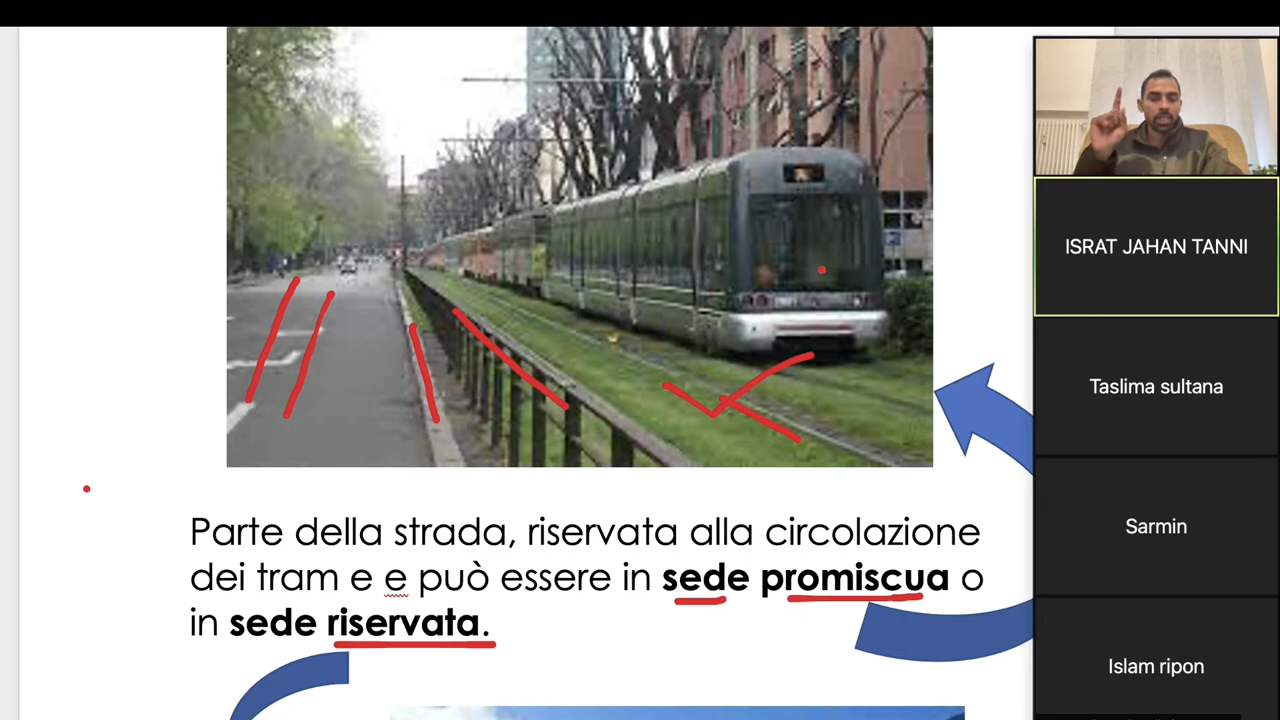 Parte della strada, riservata alla circolazione
dei tram e e può essere in sede promiscua o
in sede riservata.
ISRAT JAHAN TANNI
Taslima sultana
Sarmin
Islam ripon